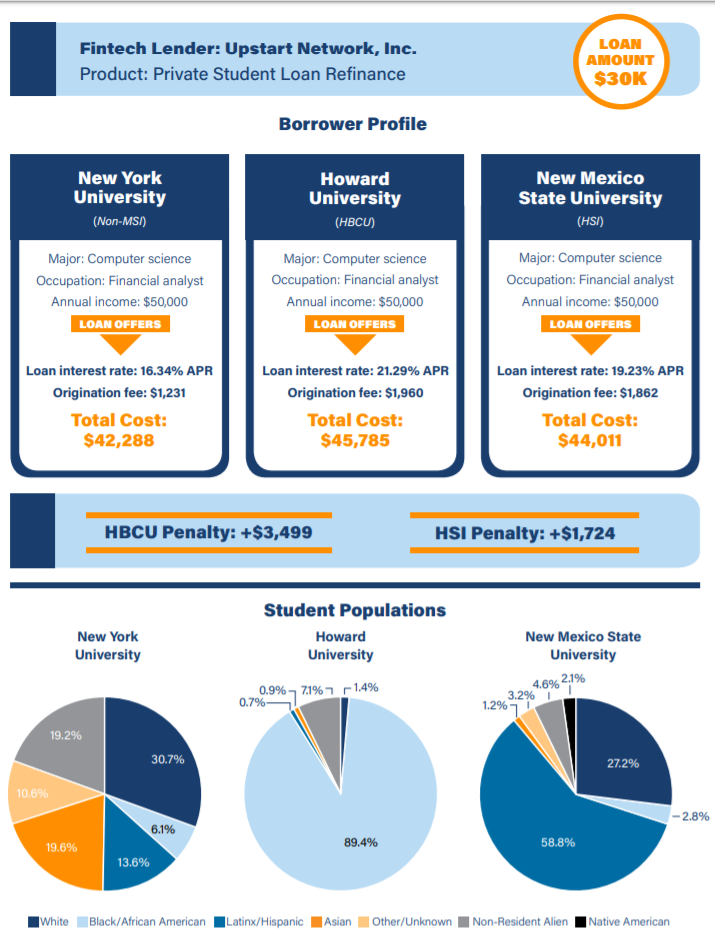 Fintech Lender: Upstart Network, Inc.
Product: Private Student Loan Refinance
LOAN
AMOUNT
$30K
Borrower Profile
New York
University
(Non-MSI)
Major: Computer science
Occupation: Financial analyst
Annual income: $50,000
LOAN OFFERS
Loan interest rate: 16.34% APR
Origination fee: $1,231
Total Cost:
$42,288
Howard
University
(HBCU)
Major: Computer science
Occupation: Financial analyst
Annual income: $50,000
LOAN OFFERS
Loan interest rate: 21.29% APR
Origination fee: $1,960
Total Cost:
$45,785
New Mexico
State University
(HSI)
Major: Computer science
Occupation: Financial analyst
Annual income: $50,000
LOAN OFFERS
Loan interest rate: 19.23% APR
Origination fee: $1,862
Total Cost:
$44,011
HBCU Penalty: +$3,499
HSI Penalty: +$1,724
Student Populations
New York
University
19.2%
30.7%
10.6%
6.1%
19.6%
13.6%
Howard
University
0.7%
0.9%
7.1%
1.4%
89.4%
New Mexico State
University
1.2%
3.2%
4.6%
2.1%
27.2%
2.8%
58.8%
White
Black/African American
Latinx/Hispanic
Asian
Other/Unknown
Non-Resident Alien
Native American